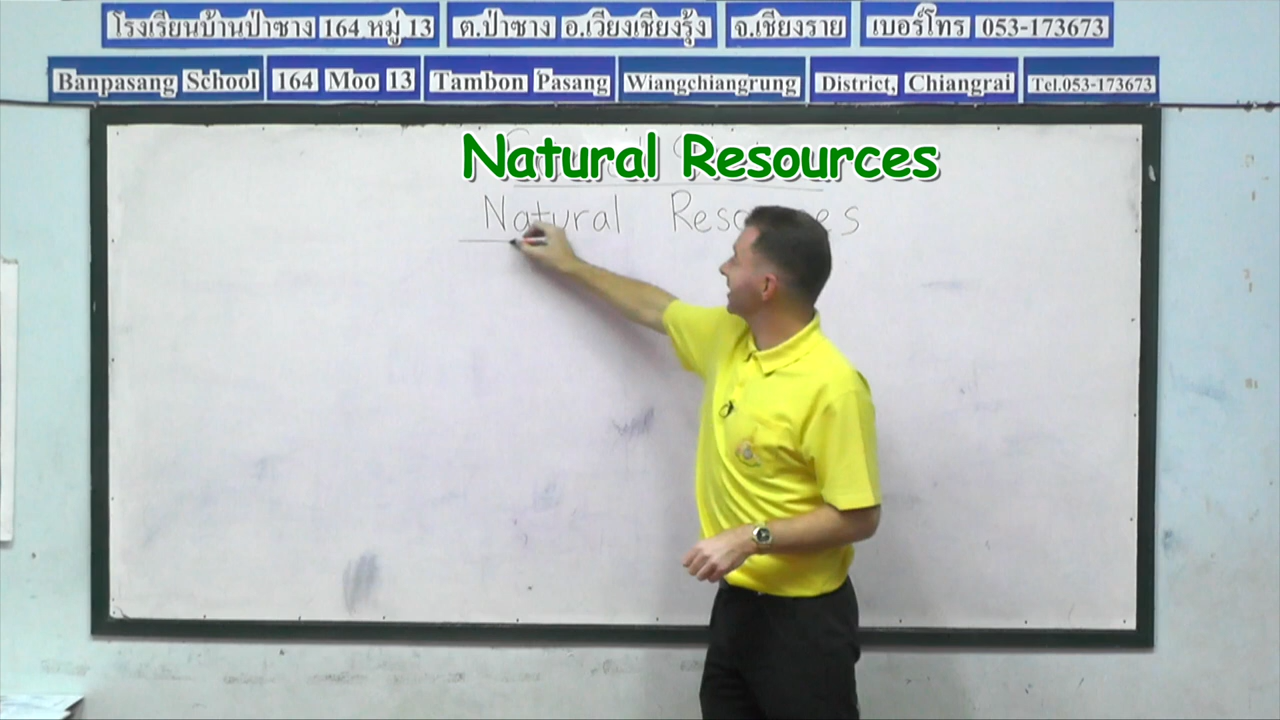 โรงเรียนบ้านป่าซาง 164 หมู่ 13 ต.ป่าซาง อ.เวียงเชียงรุ้ง จ.เชียงราย เบอร์โทร 053-173673
Banpasang School 164 Moo 13 Tambon Pasang Wiangchiangrung District, Chiangrai Tel.053-173673
Natural Resources
Natural